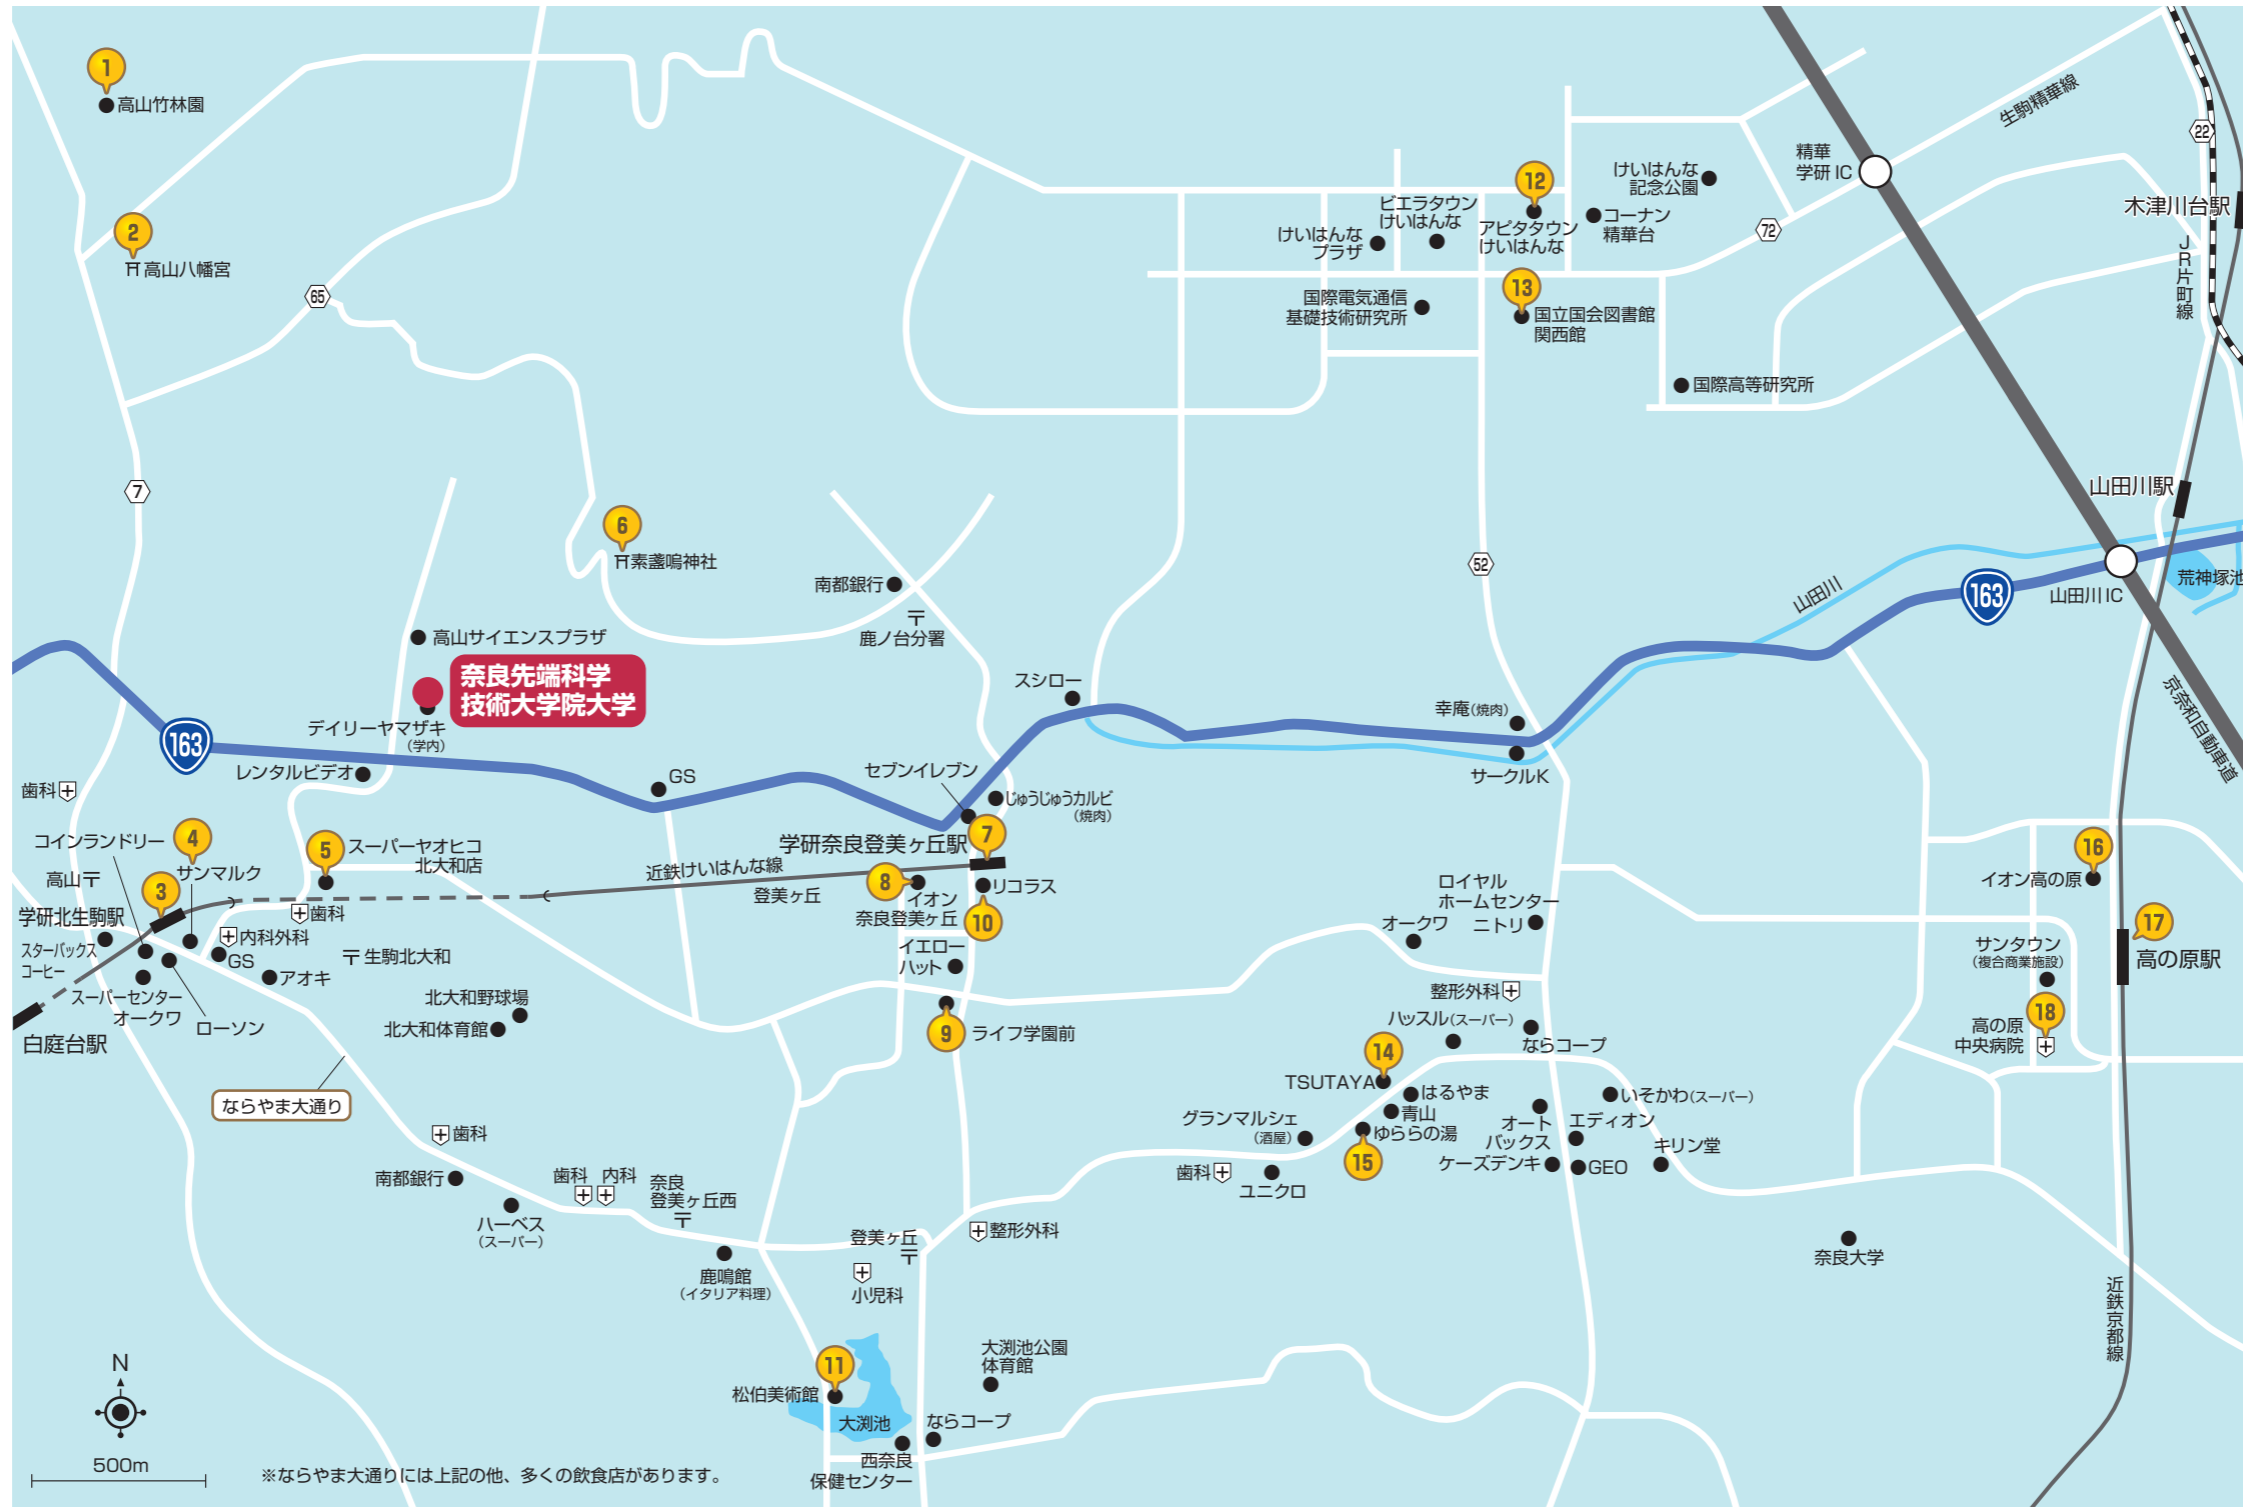 1
高山竹林園
2
高山八幡宮
65
7
6
素盞嗚神社
南都銀行
〒
鹿ノ台分署
高山サイエンスプラザ
奈良先端科学
技術大学院大学
デイリーヤマザキ
(学内)
163
レンタルビデオ
歯科
GS
セブンイレブン
じゅうじゅうカルビ
(焼肉)
スシロー
コインランドリー
4
サンマルク
5
スーパーヤオヒコ
北大和店
高山〒
3
学研北生駒駅
スターバックス
コーヒー
スーパーセンター
オークワ
ローソン
白庭台駅
歯科
内科外科
GS
アオキ
〒生駒北大和
北大和野球場
北大和体育館
ならやま大通り
近鉄けいはんな線
登美ヶ丘
学研奈良登美ヶ丘駅
7
8
イオン
奈良登美ヶ丘
リコラス
10
イエロー
ハット
9
ライフ学園前
歯科
南都銀行
ハーベス
(スーパー)
歯科
内科
奈良
登美ヶ丘西
〒
鹿鳴館
(イタリア料理)
登美ヶ丘
〒
小児科
整形外科
11
松伯美術館
大渕池
大渕池公園
体育館
ならコープ
西奈良
保健センター
N
500m
※ならやま大通りには上記の他、多くの飲食店があります。
けいはんな
プラザ
ビエラタウン
けいはんな
12
アピタタウン
けいはんな
コーナン
精華台
けいはんな
記念公園
13
国立国会図書館
関西館
国際電気通信
基礎技術研究所
国際高等研究所
精華
学研 IC
72
生駒精華線
22
木津川台駅
JR片町線
山田川駅
荒神塚池
山田川 IC
163
山田川
52
幸庵(焼肉)
サークルK
京奈和自動車道
ロイヤル
ホームセンター
ニトリ
オークワ
整形外科
ハッスル(スーパー)
ならコープ
14
TSUTAYA
はるやま
青山
ゆららの湯
15
グランマルシェ
(酒屋)
歯科
ユニクロ
いそかわ(スーパー)
オート
バックス
エディオン
ケーズデンキ
GEO
キリン堂
奈良大学
16
イオン高の原
17
高の原駅
サンタウン
(複合商業施設)
18
高の原
中央病院
近鉄京都線